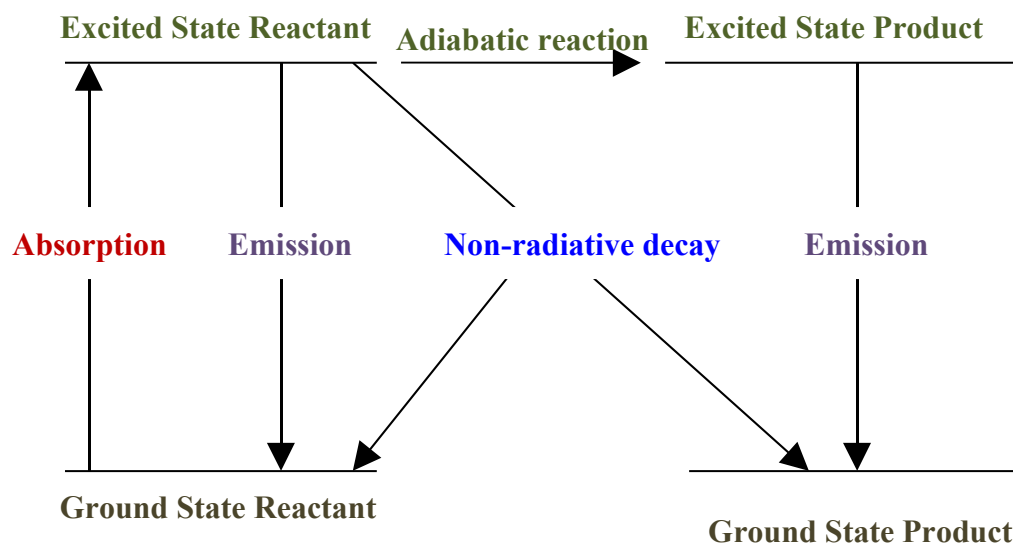 Excited State Reactant
Adiabatic reaction
Excited State Product
Absorption
Emission
Non-radiative decay
Emission
Ground State Reactant
Ground State Product